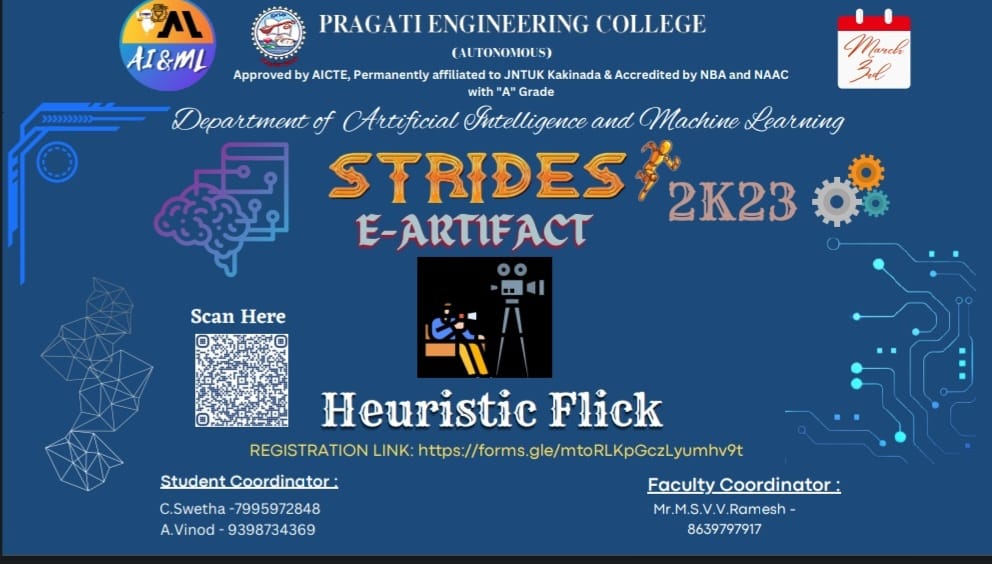 AI&ML
PRAGATI ENGINEERING COLLEGE
(AUTONOMOUS)
Approved by AICTE, Permanently affiliated to JNTUK Kakinada & Accredited by NBA and NAAC
with "A" Grade
March
3rd
Department of Artificial Intelligence and Machine Learning
STRIDES
2K23
E-ARTIFACT
Scan Here
Heuristic Flick
REGISTRATION LINK: https://forms.gle/mtoRLKpGczLyumhv9t
Student Coordinator :
Faculty Coordinator :
C.Swetha -7995972848
Mr.M.S.V.V.Ramesh -
A.Vinod - 9398734369
8639797917